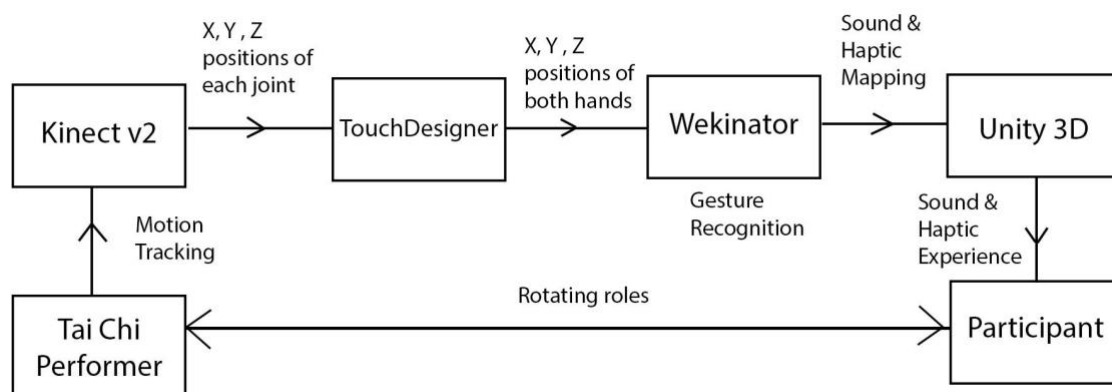 X, Y , Z
positions of
each joint
X, Y , Z
positions of
both hands
Sound &
Haptic
Mapping
Kinect v2
TouchDesigner
Wekinator
Unity 3D
Motion
Tracking
Gesture
Recognition
Sound &
Haptic
Experience
Rotating roles
Tai Chi
Performer
Participant